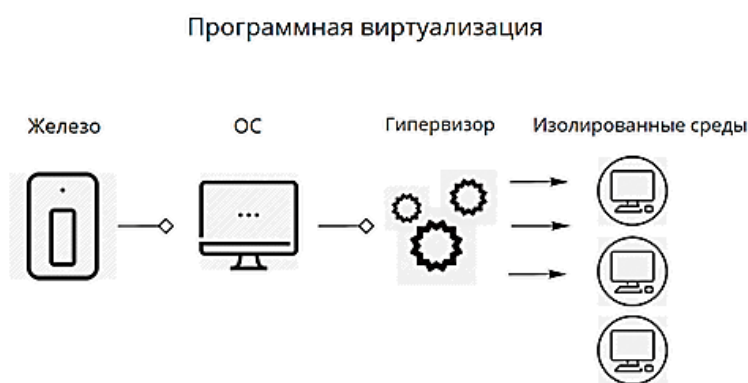 Программная виртуализация
Железо
ОС
Гипервизор
Изолированные среды